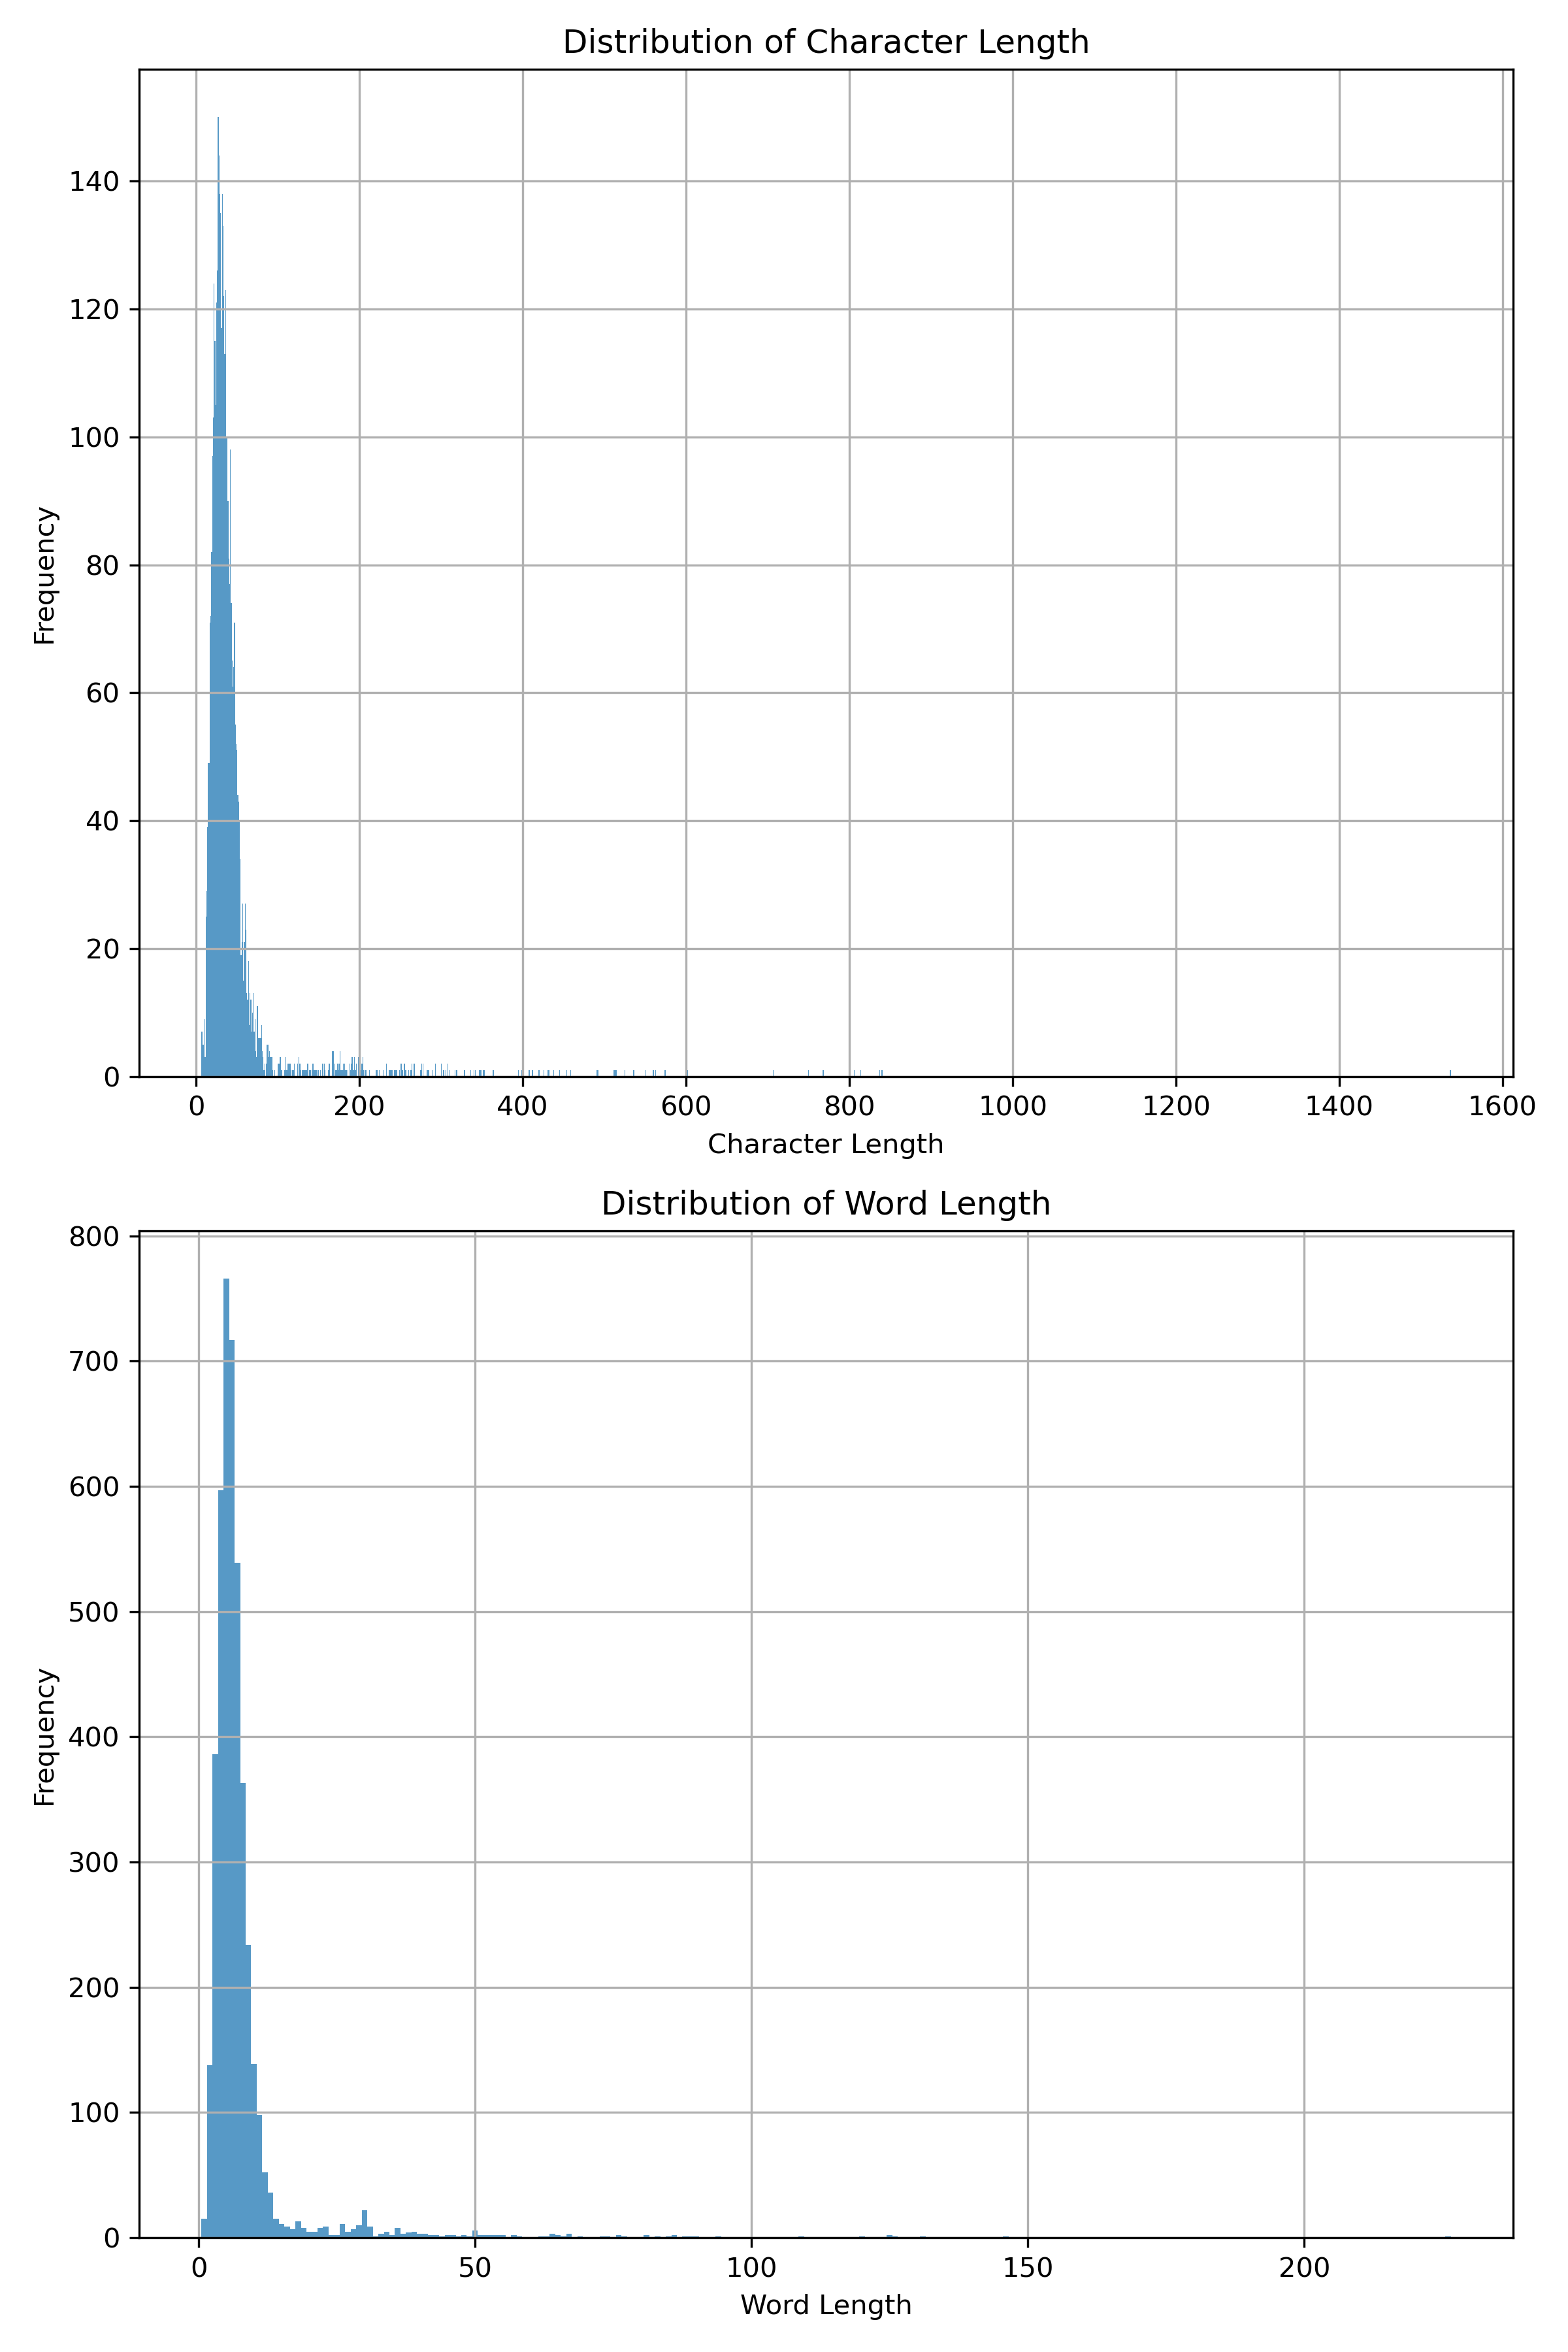 Distribution of Character Length
Frequency
140
120
100
80
60
40
20
0
0 200 400 600 800 1000 1200 1400 1600
Character Length
Distribution of Word Length
Frequency
800
700
600
500
400
300
200
100
0
0 50 100 150 200
Word Length